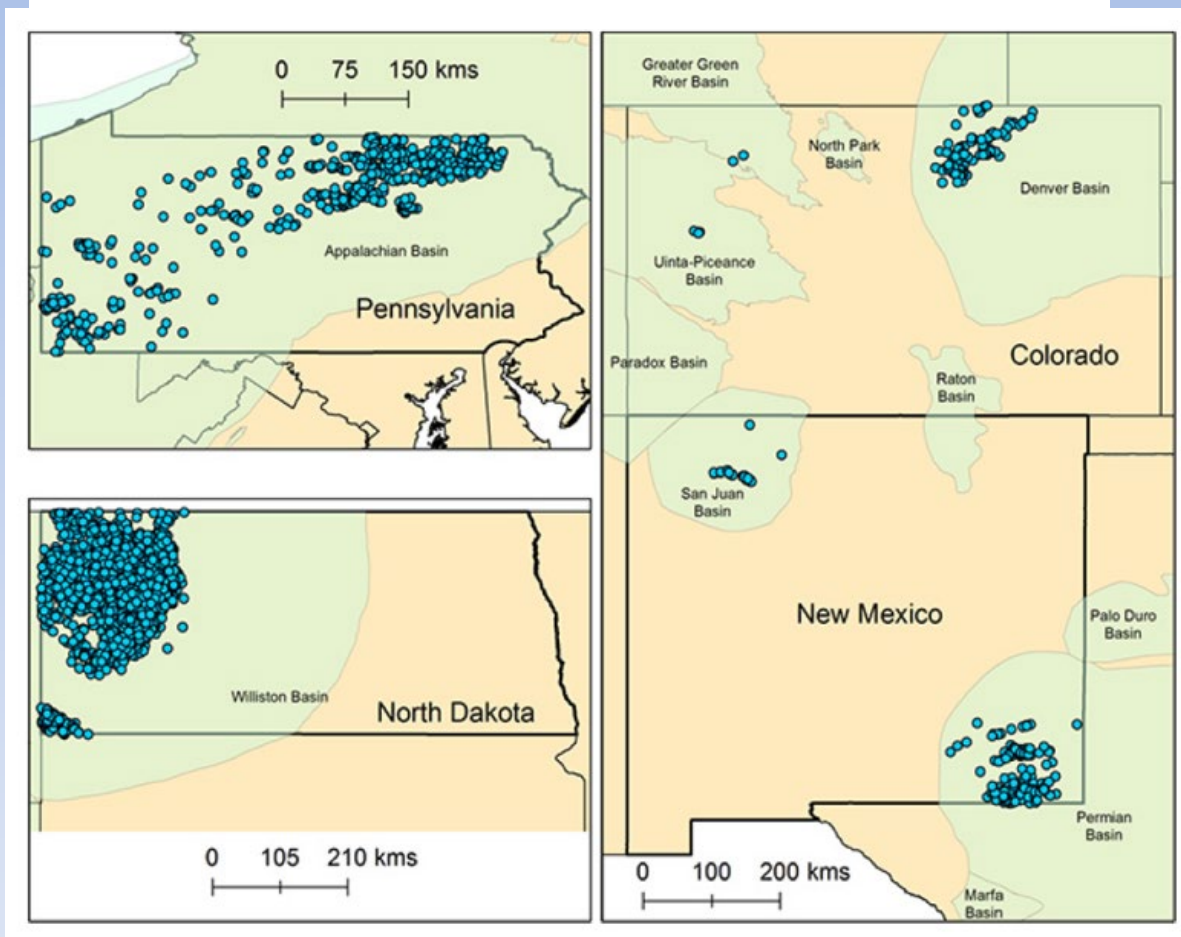 0 75 150 kms
Appalachian Basin
Pennsylvania
Williston Basin
North Dakota
0 105 210 kms
Greater Green
River Basin
North Park
Basin
Denver Basin
Uinta-Piceance
Basin
Paradox Basin
Colorado
Raton
Basin
San Juan
Basin
New Mexico
Palo Duro
Basin
Permian
Basin
0 100 200 kms
Marfa
Basin